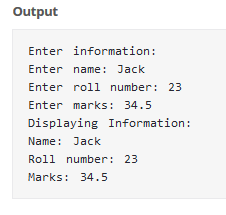 Output
Enter information:
Enter name: Jack
Enter roll number: 23
Enter marks: 34.5
Displaying Information:
Name: Jack
Roll number: 23
Marks: 34.5